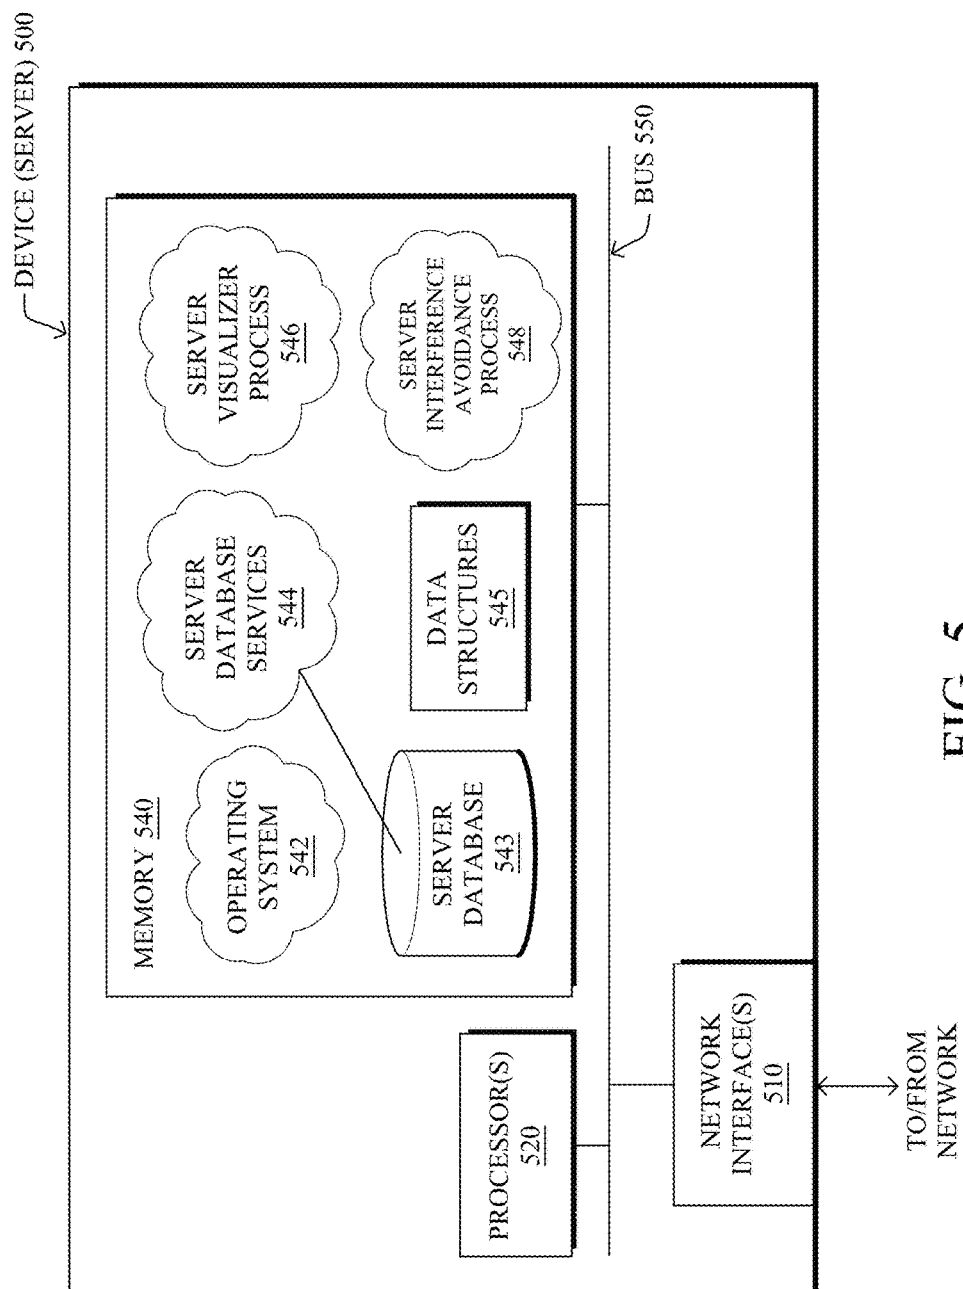 DEVICE (SERVER) 500
MEMORY 540
OPERATING
SYSTEM
542
SERVER
DATABASE
SERVICES
544
SERVER
VISUALIZER
PROCESS
546
SERVER
DATABASE
543
DATA
STRUCTURES
545
SERVER
INTERFERENCE
AVOIDANCE
PROCESS
548
PROCESSOR(S)
520
BUS 550
NETWORK
INTERFACE(S)
510
TO/FROM
NETWORK
FIG. 5